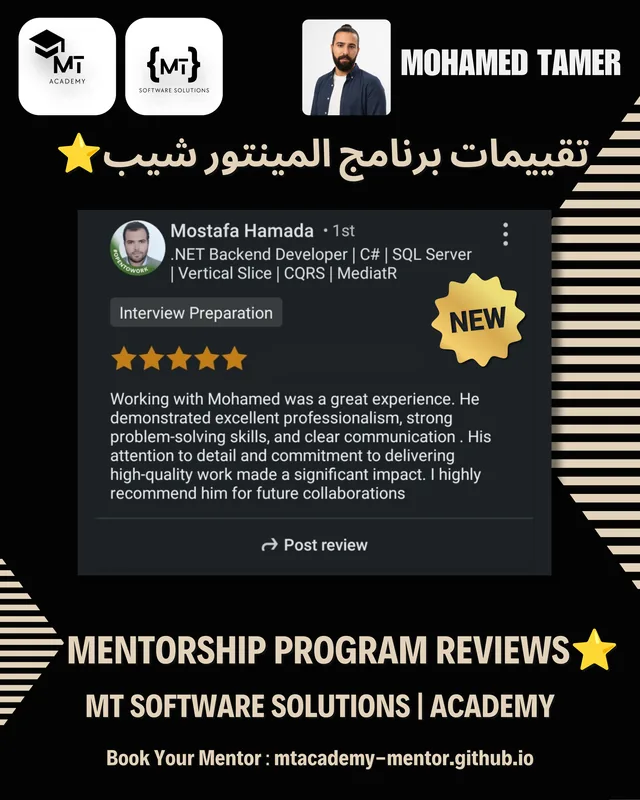 MT
ACADEMY
{MT}
SOFTWARE SOLUTIONS
MOHAMED TAMER
تقييمات برنامج المينتور شيب⭐
Mostafa Hamada • 1st
.NET Backend Developer | C# | SQL Server
| Vertical Slice | CQRS | MediatR
#OPENTOWORK
Interview Preparation
NEW
Working with Mohamed was a great experience. He
demonstrated excellent professionalism, strong
problem-solving skills, and clear communication . His
attention to detail and commitment to delivering
high-quality work made a significant impact. I highly
recommend him for future collaborations
Post review
MENTORSHIP PROGRAM REVIEWS⭐
MT SOFTWARE SOLUTIONS | ACADEMY
Book Your Mentor : mtacademy-mentor.github.io